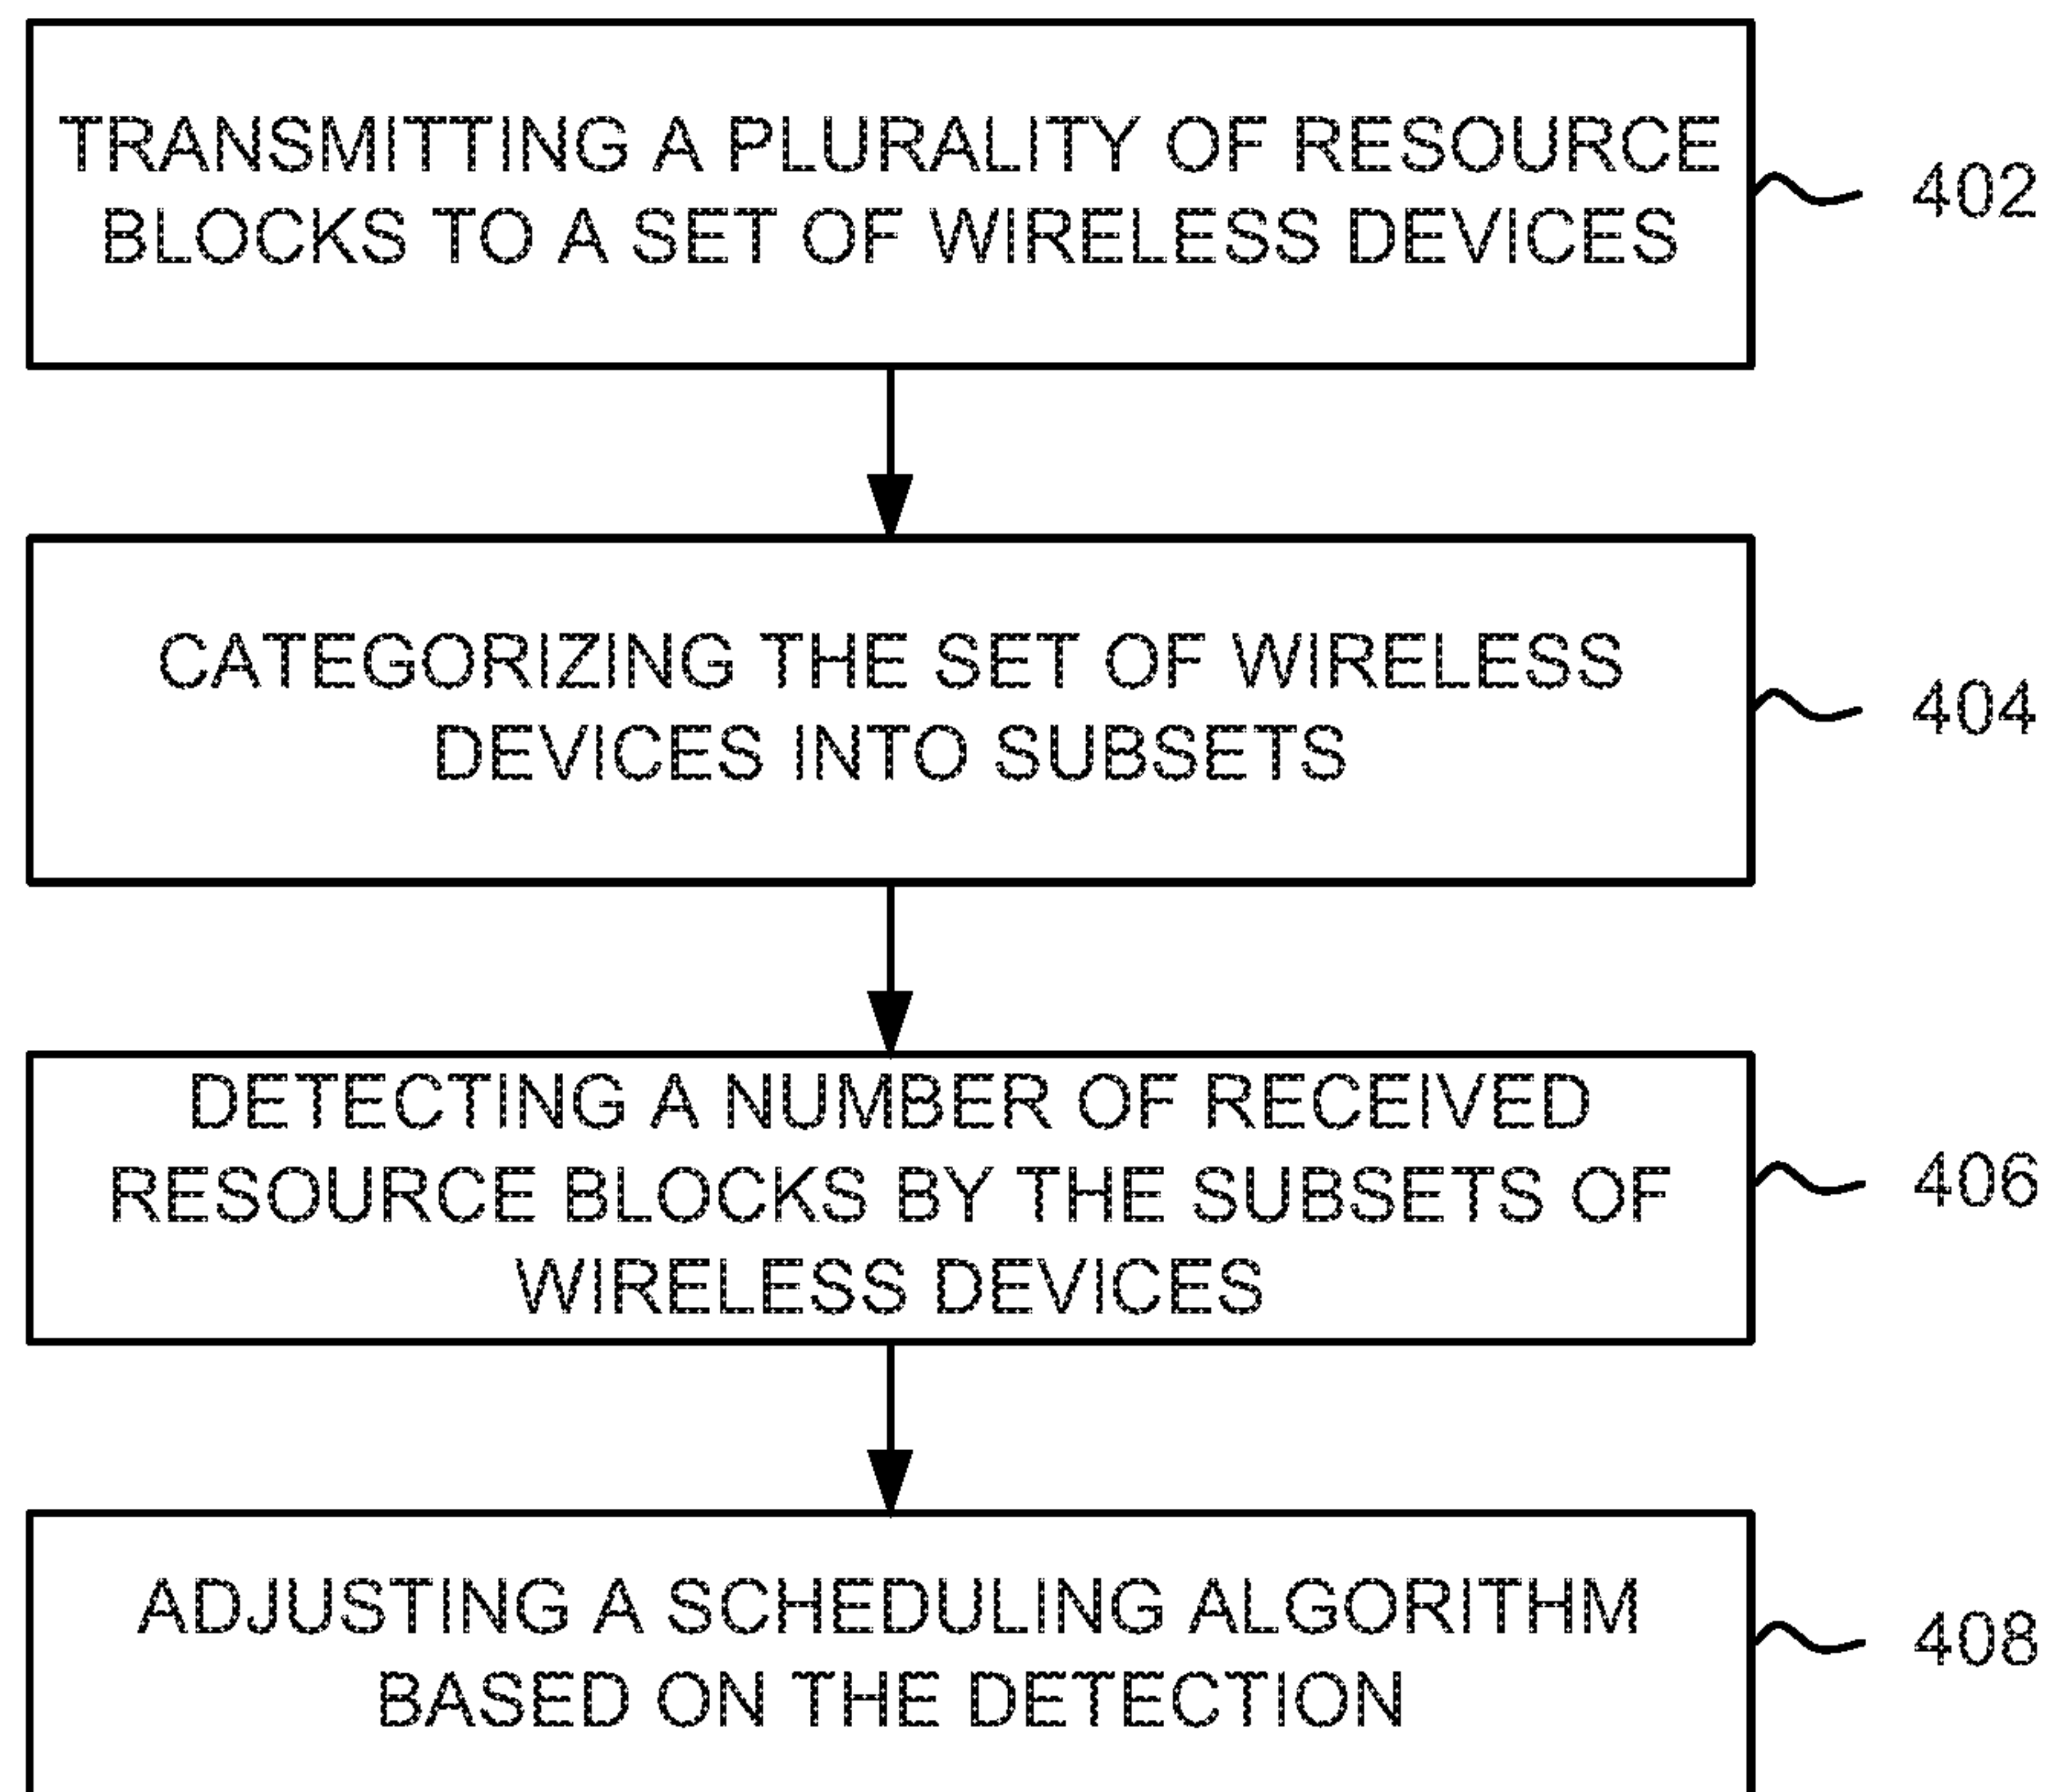 TRANSMITTING A PLURALITY OF RESOURCE
BLOCKS TO A SET OF WIRELESS DEVICES
402
CATEGORIZING THE SET OF WIRELESS
DEVICES INTO SUBSETS
404
DETECTING A NUMBER OF RECEIVED
RESOURCE BLOCKS BY THE SUBSETS OF
WIRELESS DEVICES
406
ADJUSTING A SCHEDULING ALGORITHM
BASED ON THE DETECTION
408